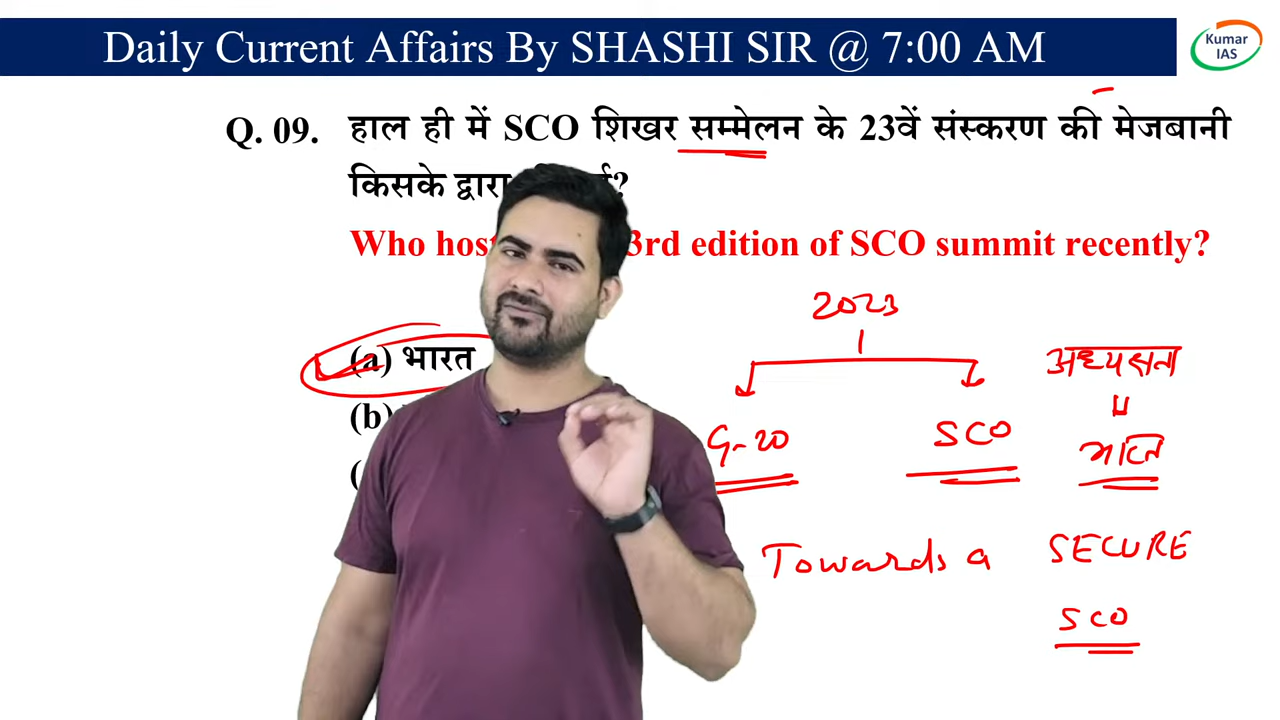 Daily Current Affairs By SHASHI SIR @ 7:00 AM
Kumar
IAS
Q. 09. हाल ही में SCO शिखर सम्मेलन के 23वें संस्करण की मेजबानी
किसके द्वारा ?
Who 3rd edition of SCO summit recently?
2023
(a) भारत
अध्यक्षता
(b)
G-20
SCO
भारत
Towards a SECURE
SCO